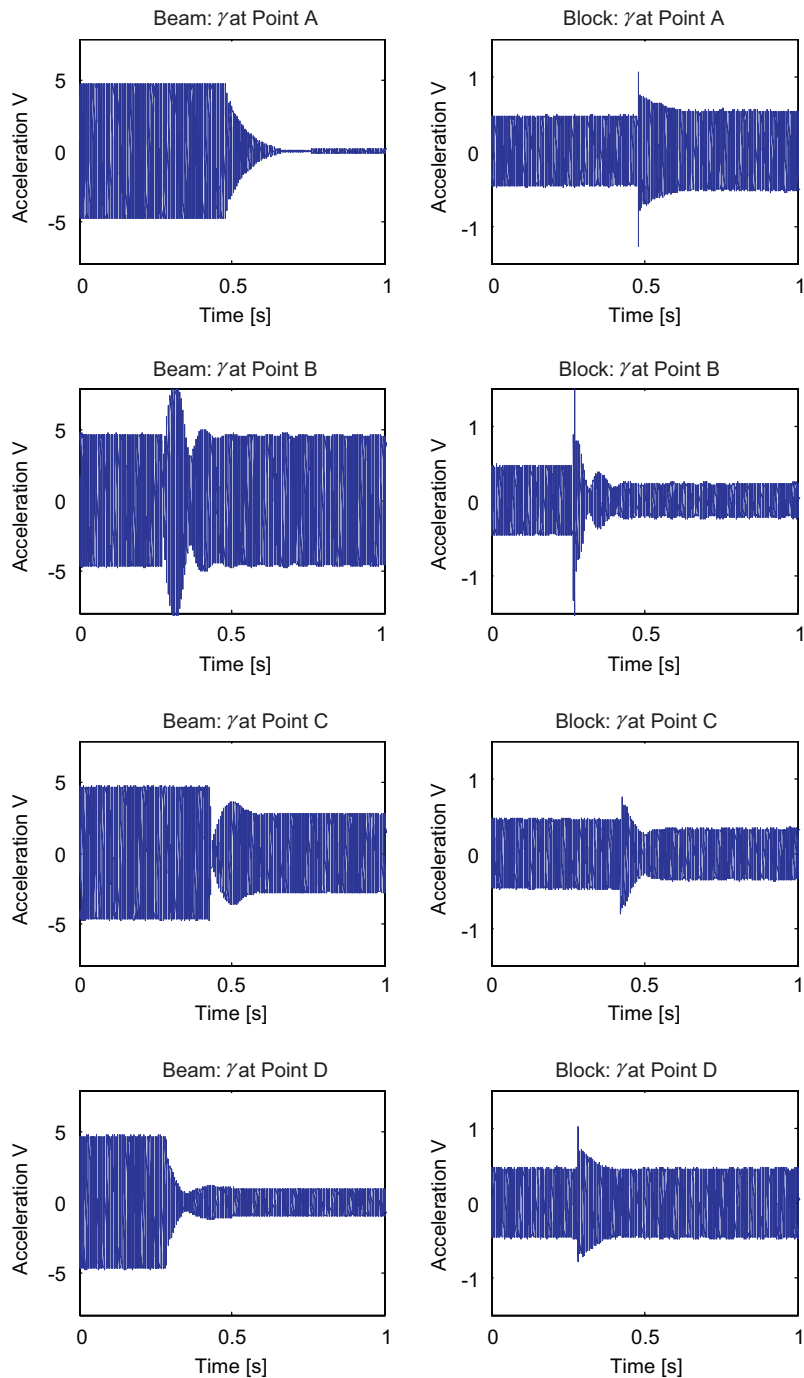 Beam: γ at Point A
Acceleration V
5
0
-5
0 0.5 1
Time [s]
Block: γ at Point A
Acceleration V
1
0
-1
0 0.5 1
Time [s]
Beam: γ at Point B
Acceleration V
5
0
-5
0 0.5 1
Time [s]
Block: γ at Point B
Acceleration V
1
0
-1
0 0.5 1
Time [s]
Beam: γ at Point C
Acceleration V
5
0
-5
0 0.5 1
Time [s]
Block: γ at Point C
Acceleration V
1
0
-1
0 0.5 1
Time [s]
Beam: γ at Point D
Acceleration V
5
0
-5
0 0.5 1
Time [s]
Block: γ at Point D
Acceleration V
1
0
-1
0 0.5 1
Time [s]